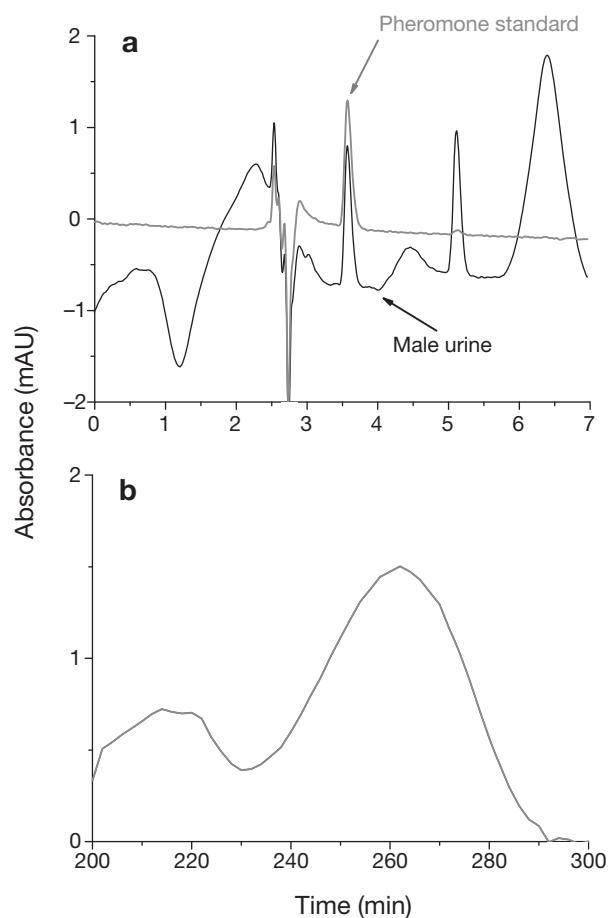 Pheromone standard
a
2
1
0
−1
−2
Male urine
0 1 2 3 4 5 6 7
Absorbance (mAU)
b
2
1
0
200 220 240 260 280 300
Time (min)